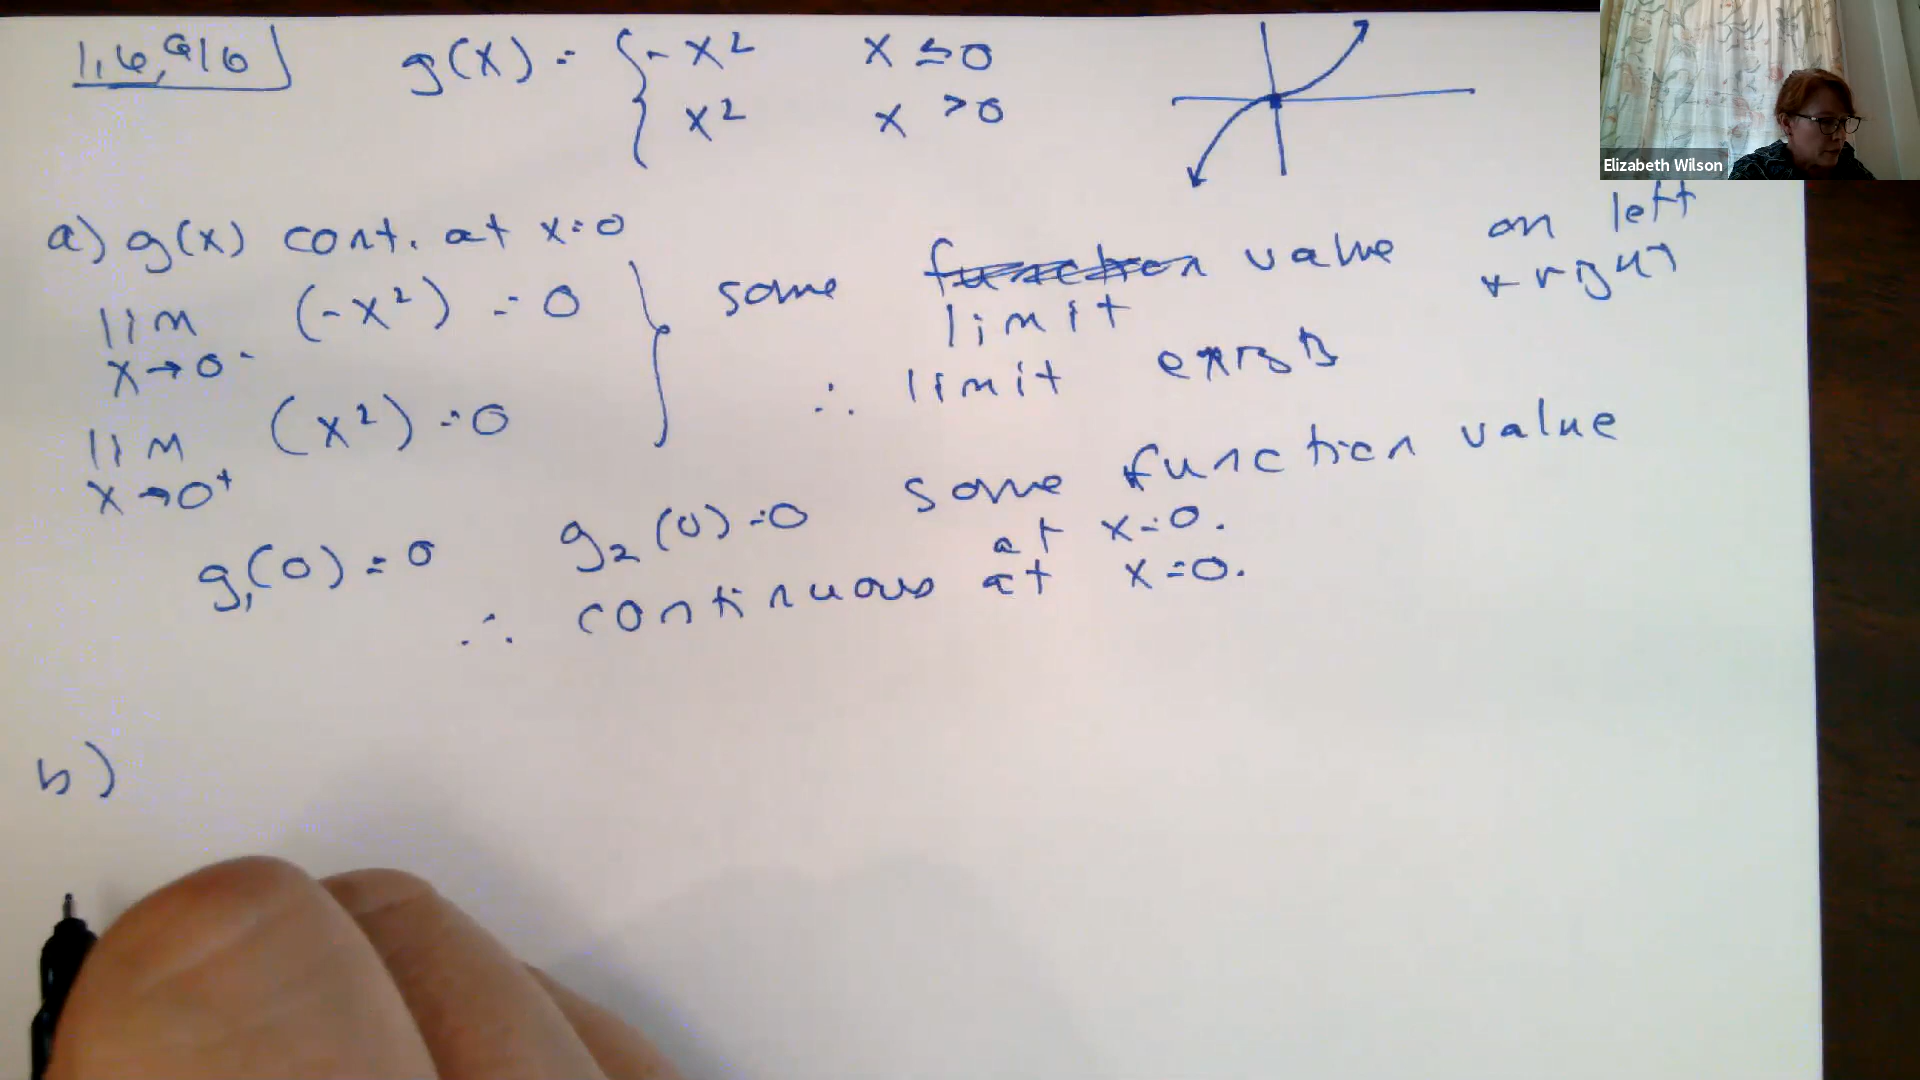 1.6, Q16
g(x) = { -x² x ≤ 0
x² x > 0
Elizabeth Wilson
a) g(x) cont. at x=0
lim (-x²) = 0
x→0-
lim (x²) = 0
x→0+
same function value on left
limit + right
∴ limit exists
g₁(0) = 0 g₂(0) = 0 same function value
at x=0.
∴ continuous at x=0.
b)